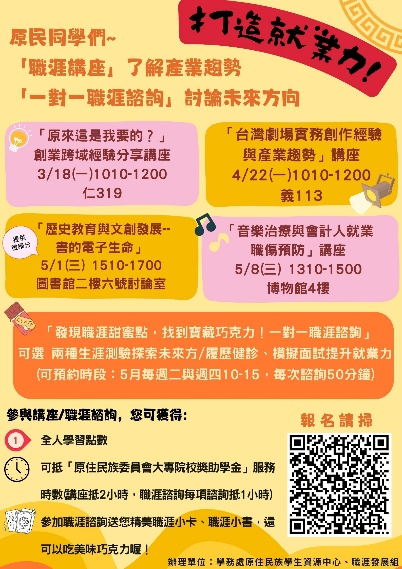 打造就業力!
原民同學們~
「職涯講座」了解產業趨勢
「一對一職涯諮詢」討論未來方向
「原來這是我要的？」
創業跨域經驗分享講座
3/18(一)1010-1200
仁319
「台灣劇場實務創作經驗
與產業趨勢」講座
4/22(一)1010-1200
義113
「歷史教育與文創發展--
書的電子生命」
5/1(三) 1510-1700
圖書館二樓六號討論室
「音樂治療與會計人就業
職傷預防」講座
5/8(三) 1310-1500
博物館4樓
「發現職涯甜蜜點，找到寶藏巧克力！一對一職涯諮詢」
可選 兩種生涯測驗探索未來方/履歷健診、模擬面試提升就業力
(可預約時段：5月每週二與週四10-15，每次諮詢50分鐘)
參與講座/職涯諮詢，您可獲得:
1
全人學習點數
可抵「原住民族委員會大專院校獎助學金」服務
時數(講座抵2小時，職涯諮詢每項諮詢抵1小時)
參加職涯諮詢送您精美職涯小卡、職涯小書，還
可以吃美味巧克力喔！
報名請掃
辦理單位：學務處原住民族學生資源中心、職涯發展組